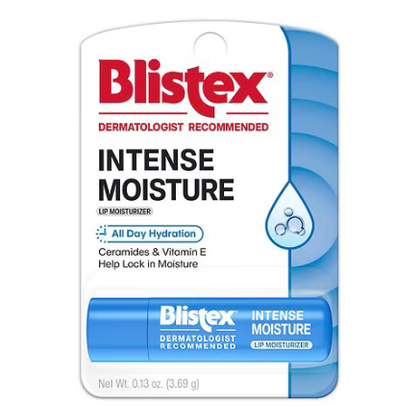 Blistex®
DERMATOLOGIST RECOMMENDED
INTENSE
MOISTURE
LIP MOISTURIZER
All Day Hydration
Ceramides & Vitamin E
Help Lock in Moisture
Blistex®
DERMATOLOGIST
RECOMMENDED
INTENSE
MOISTURE
LIP MOISTURIZER
Net Wt. 0.13 oz. (3.69 g)